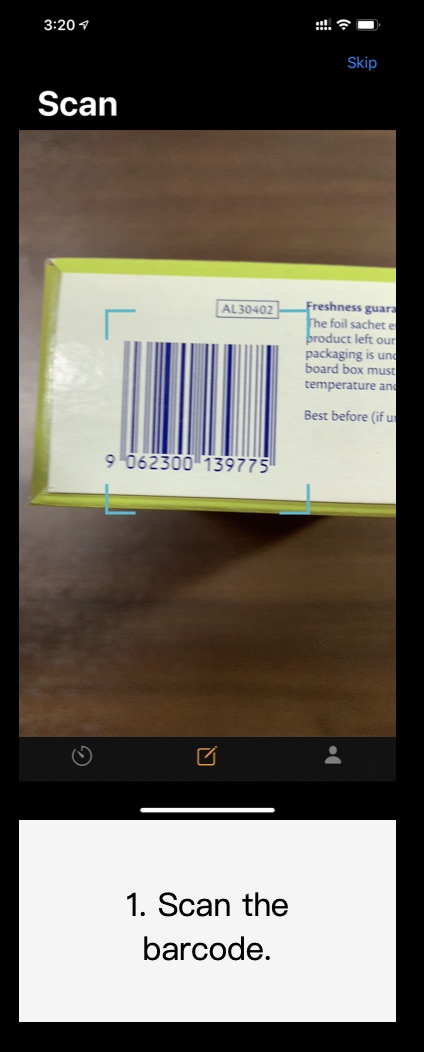 3:20
Skip
Scan
AL30402
Freshness guara
The foil sachet e
product left our
packaging is und
board box must
temperature and
Best before (if u
9 062300 139775
1. Scan the
barcode.